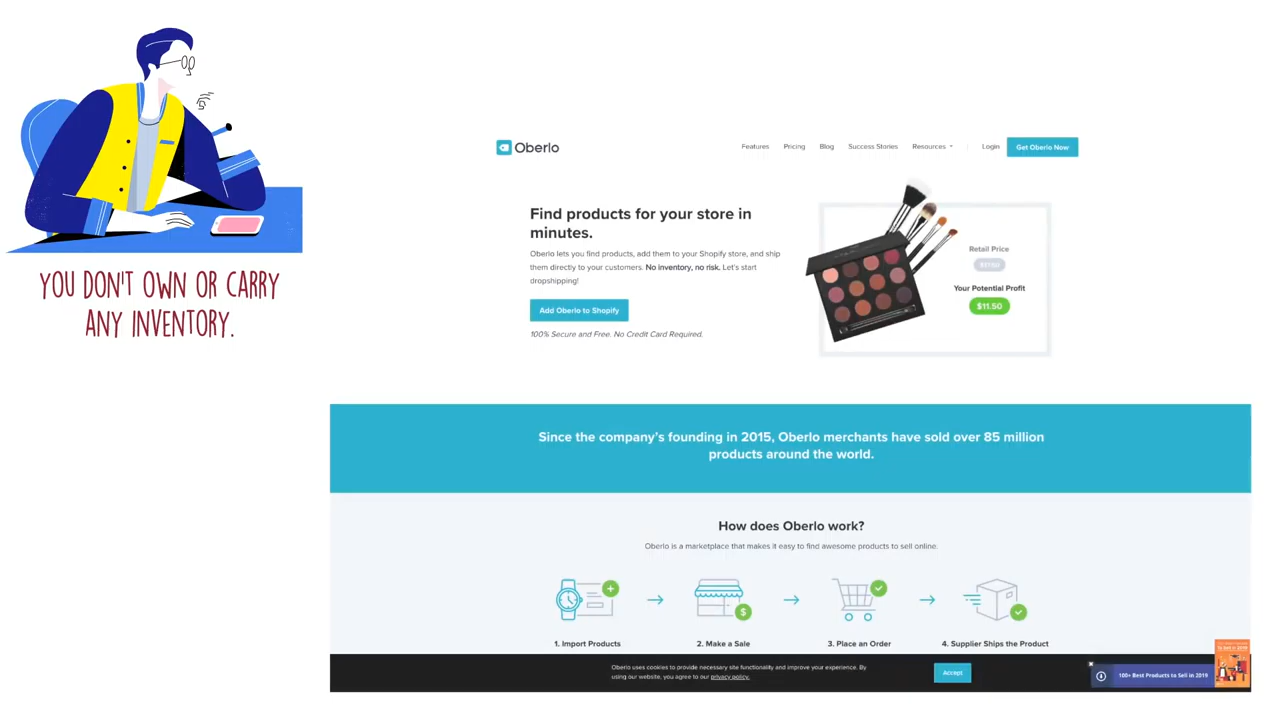 YOU DON'T OWN OR CARRY
ANY INVENTORY.
Oberlo
Features Pricing Blog Success Stories Resources Login Get Oberlo Now
Find products for your store in
minutes.
Oberlo lets you find products, add them to your Shopify store, and ship
them directly to your customers. No inventory, no risk. Let's start
dropshipping!
Add Oberlo to Shopify
100% Secure and Free. No Credit Card Required.
Retail Price
Your Potential Profit
$11.50
Since the company's founding in 2015, Oberlo merchants have sold over 85 million
products around the world.
How does Oberlo work?
Oberlo is a marketplace that makes it easy to find awesome products to sell online.
$
1. Import Products
2. Make a Sale
3. Place an Order
4. Supplier Ships the Product
Oberlo uses cookies to provide necessary site functionality and improve your experience. By
using our website, you agree to our privacy policy.
Accept
100+ Best Products to Sell in 2019